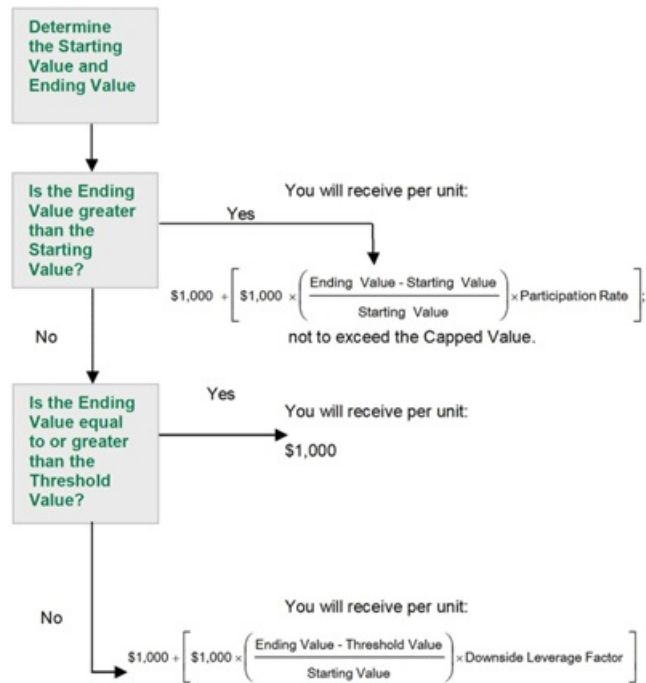 Determine
the Starting
Value and
Ending Value
Is the Ending
Value greater
than the
Starting
Value?
Yes
You will receive per unit:
$1,000 + [ $1,000 × ( Ending Value - Starting Value / Starting Value ) × Participation Rate ];
not to exceed the Capped Value.
No
Is the Ending
Value equal
to or greater
than the
Threshold
Value?
Yes
You will receive per unit:
$1,000
No
You will receive per unit:
$1,000 + [ $1,000 × ( Ending Value - Threshold Value / Starting Value ) × Downside Leverage Factor ]